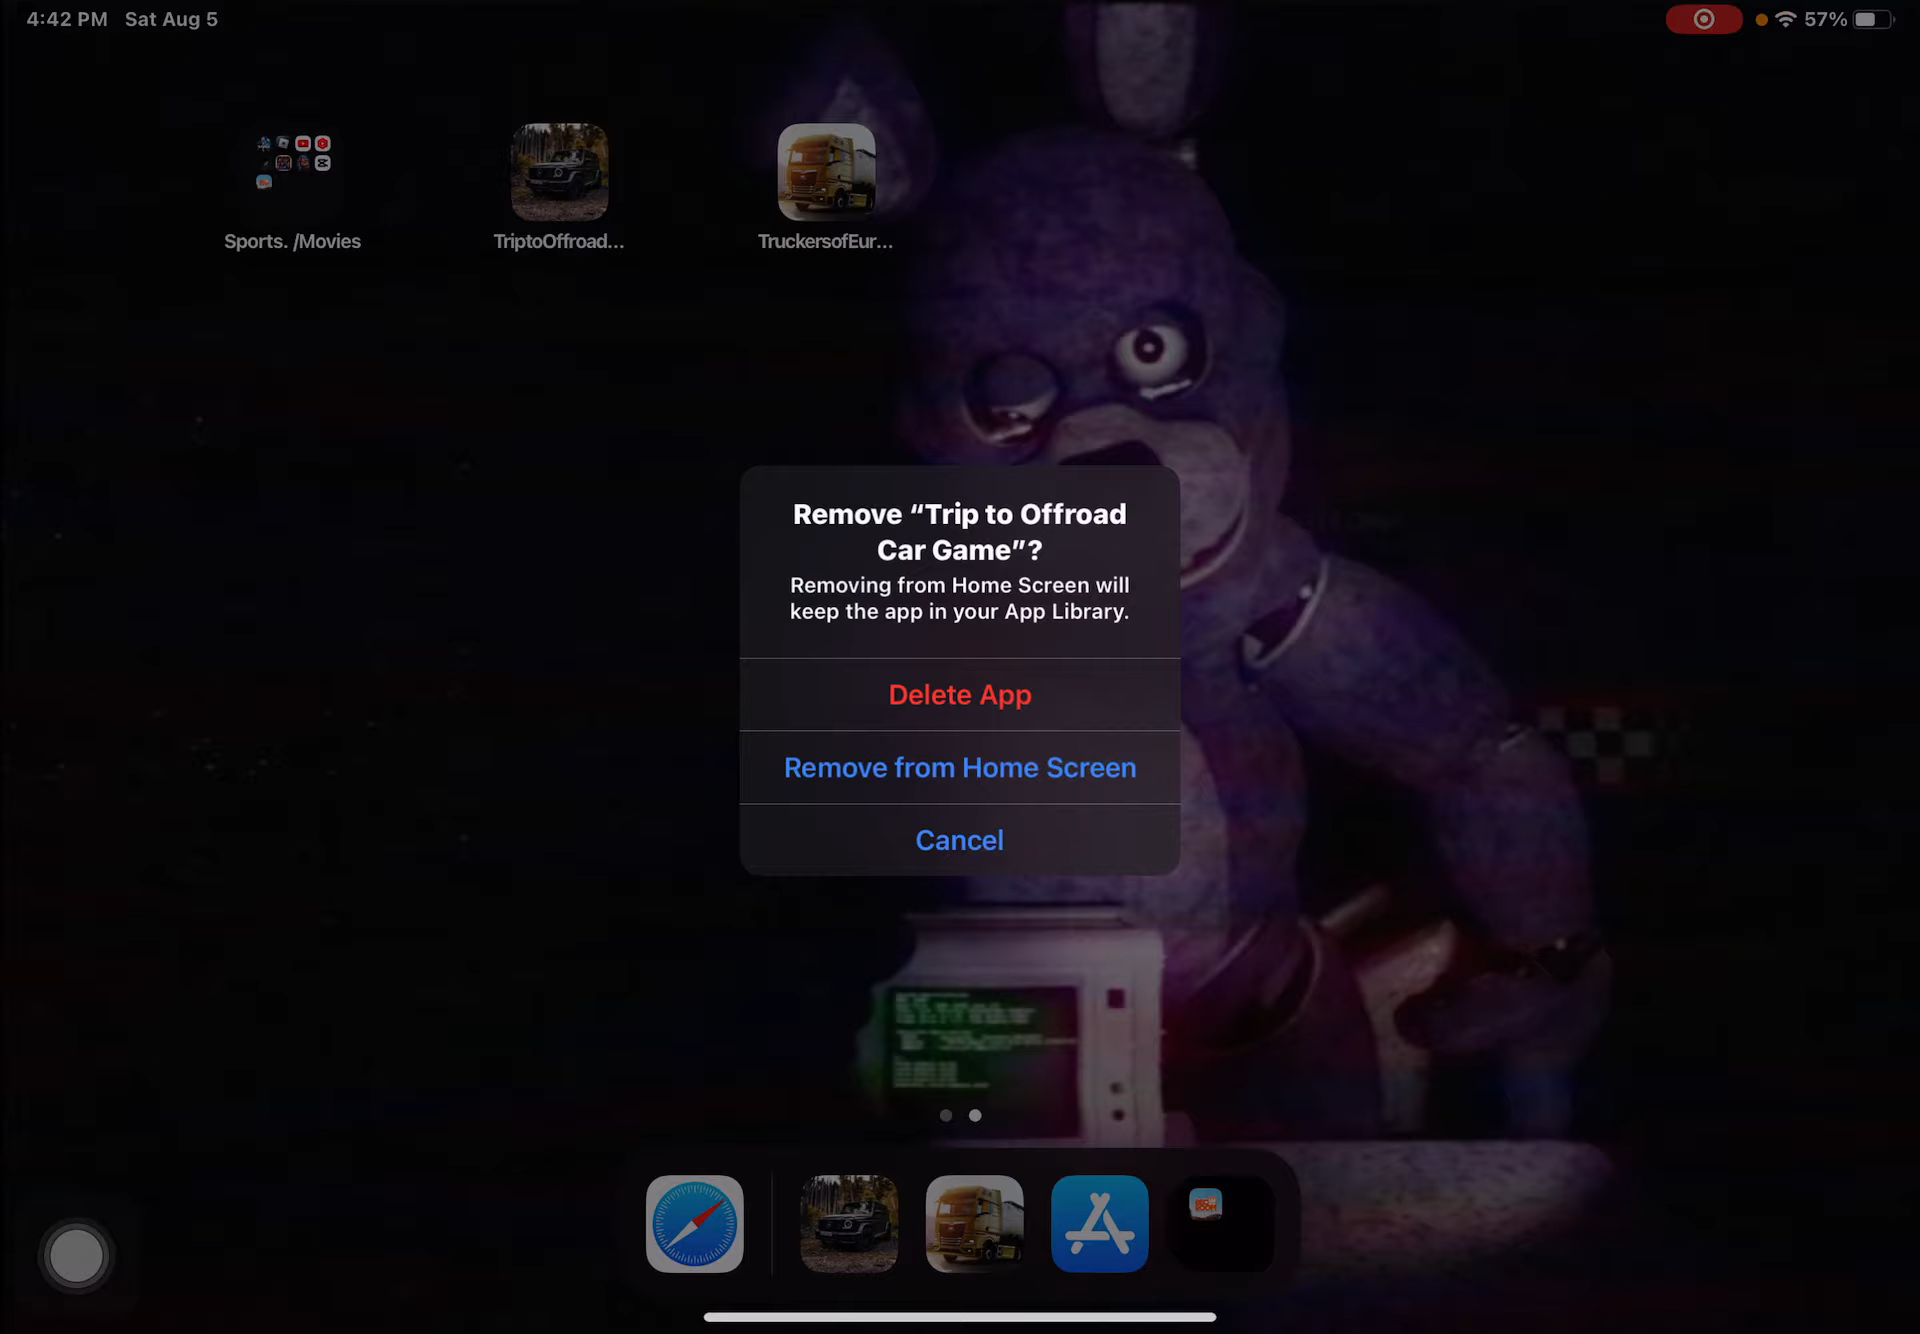 4:42 PM Sat Aug 5
57%
Sports. /Movies
TriptoOffroad...
TruckersofEur...
Remove “Trip to Offroad
Car Game”?
Removing from Home Screen will
keep the app in your App Library.
Delete App
Remove from Home Screen
Cancel